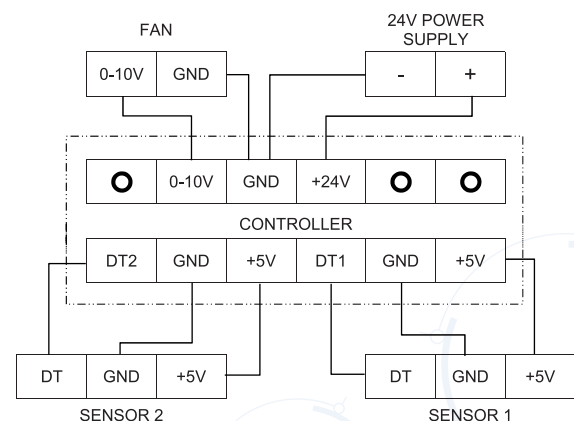 FAN
24V POWER
SUPPLY
0-10V GND
- +
0-10V GND +24V
CONTROLLER
DT2 GND +5V DT1 GND +5V
DT GND +5V
DT GND +5V
SENSOR 2
SENSOR 1